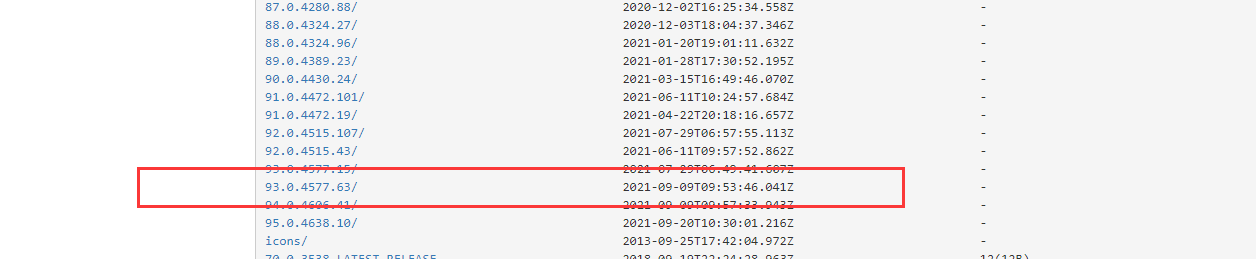 87.0.4280.88/ 2020-12-02T16:25:34.558Z -
88.0.4324.27/ 2020-12-03T18:04:37.346Z -
88.0.4324.96/ 2021-01-20T19:01:11.632Z -
89.0.4389.23/ 2021-01-28T17:30:52.195Z -
90.0.4430.24/ 2021-03-15T16:49:46.070Z -
91.0.4472.101/ 2021-06-11T10:24:57.684Z -
91.0.4472.19/ 2021-04-22T20:18:16.657Z -
92.0.4515.107/ 2021-07-29T06:57:55.113Z -
92.0.4515.43/ 2021-06-11T09:57:52.862Z -
93.0.4577.15/ 2021-07-29T06:49:41.607Z -
93.0.4577.63/ 2021-09-09T09:53:46.041Z -
94.0.4606.41/ 2021-09-09T09:57:33.943Z -
95.0.4638.10/ 2021-09-20T10:30:01.216Z -
icons/ 2013-09-25T17:42:04.972Z -
70.0.3538 LATEST_RELEASE 2018-09-19T22:24:28.963Z 12(12B)